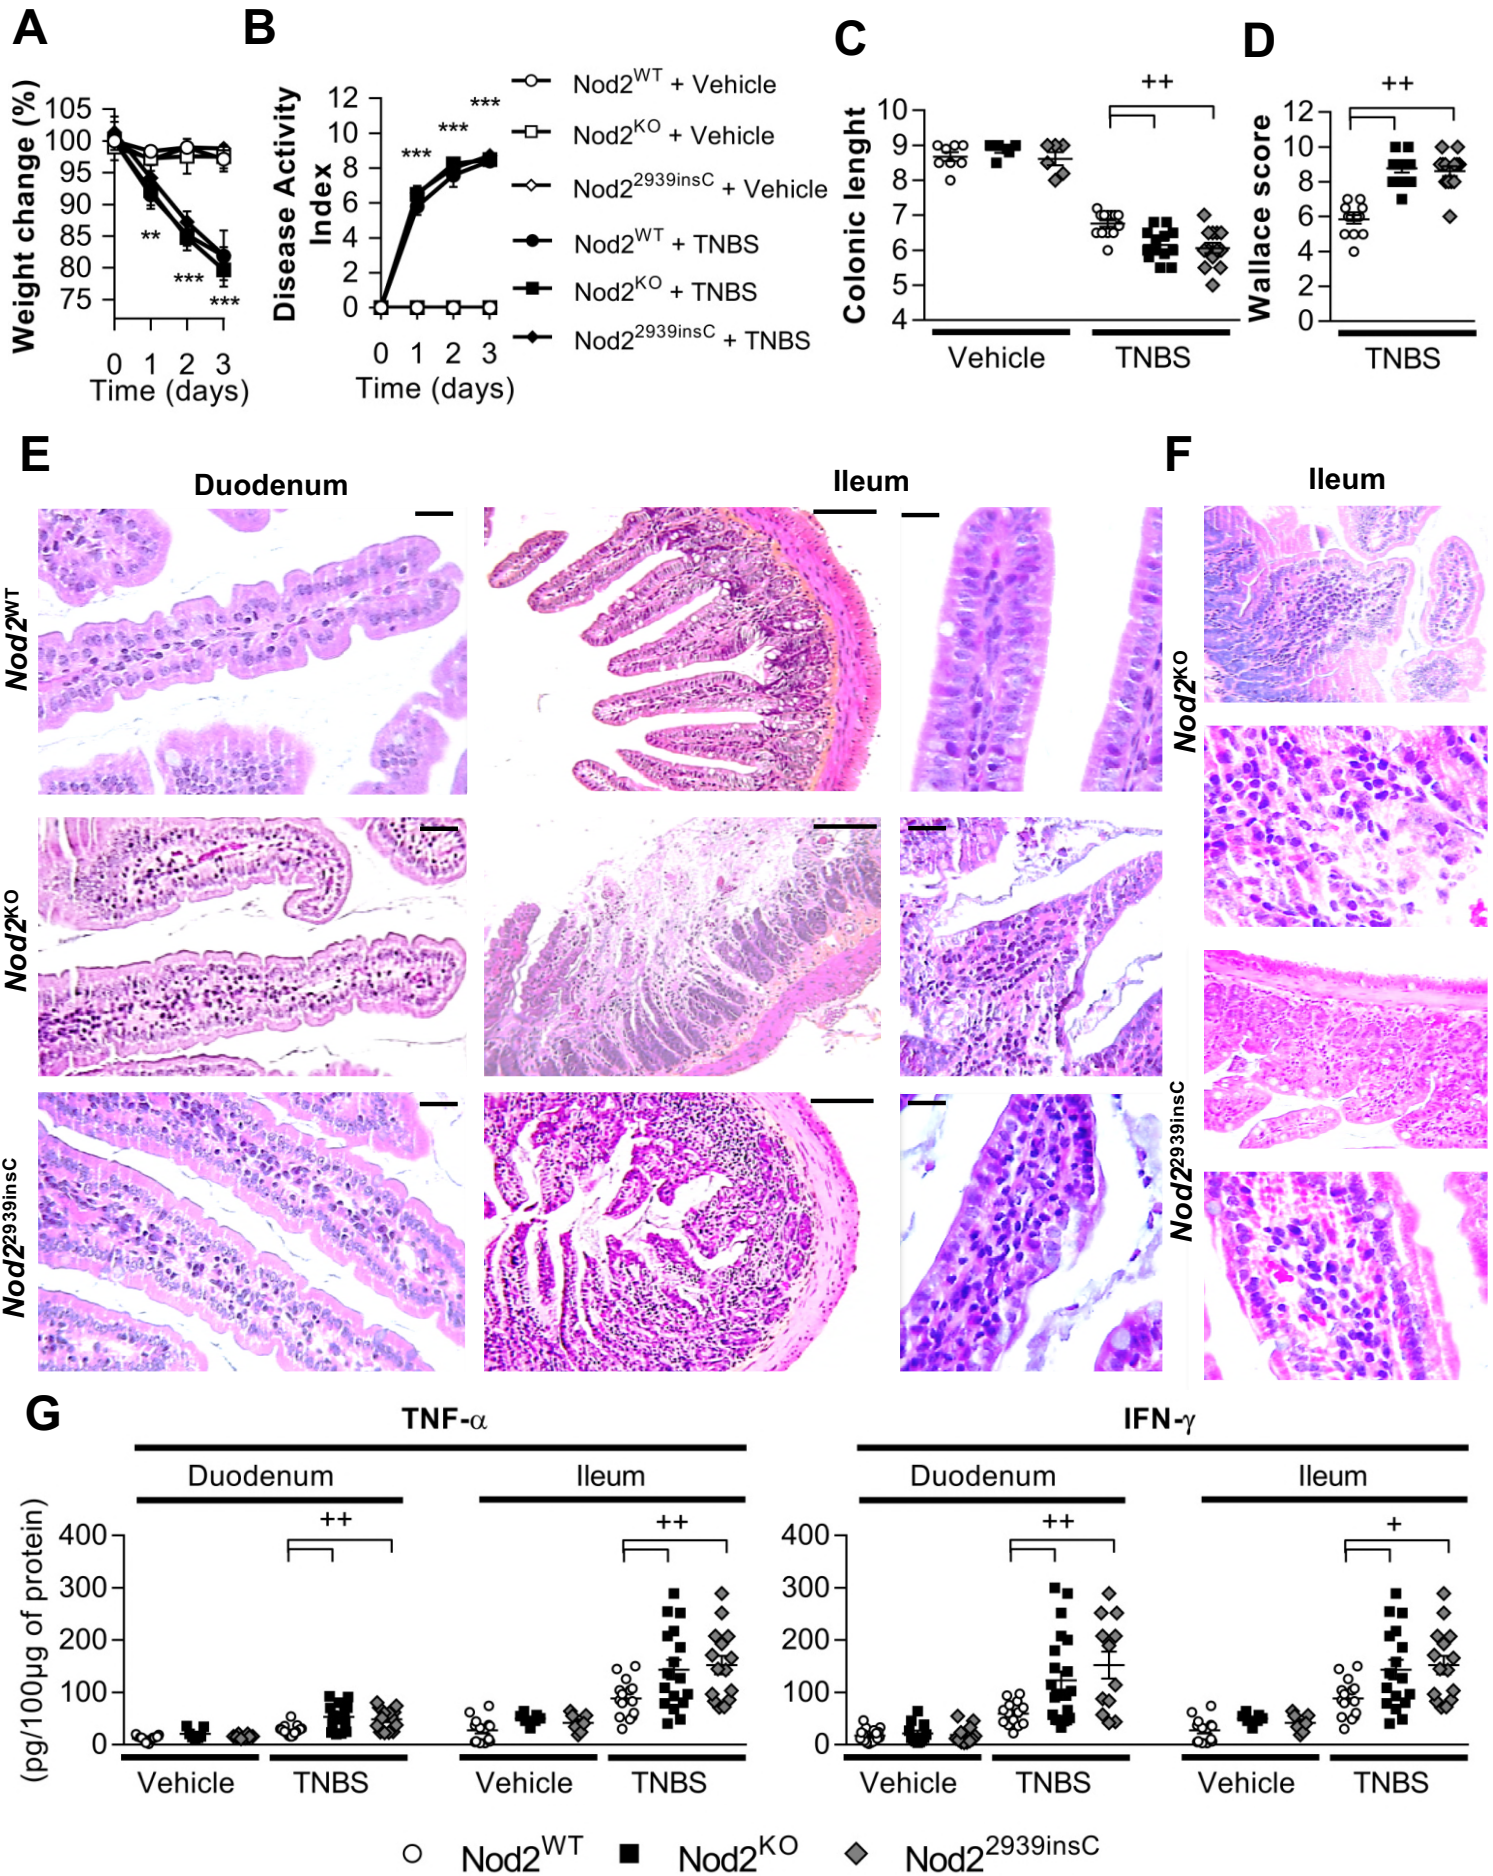 A
B
C
D
Weight change (%)
105
100
95
90
85
80
75
**
***
***
0 1 2 3
Time (days)
Disease Activity
Index
12
10
8
6
4
2
0
***
***
***
0 1 2 3
Time (days)
Nod2WT + Vehicle
Nod2KO + Vehicle
Nod22939insC + Vehicle
Nod2WT + TNBS
Nod2KO + TNBS
Nod22939insC + TNBS
Colonic lenght
10
9
8
7
6
5
4
++
Vehicle TNBS
Wallace score
12
10
8
6
4
2
0
++
TNBS
E
F
Duodenum
Ileum
Ileum
Nod2WT
Nod2KO
Nod22939insC
Nod2KO
Nod22939insC
G
TNF-α
IFN-γ
Duodenum Ileum
Duodenum Ileum
(pg/100µg of protein)
400
300
200
100
0
++
++
Vehicle TNBS Vehicle TNBS
400
300
200
100
0
++
+
Vehicle TNBS Vehicle TNBS
Nod2WT Nod2KO Nod22939insC